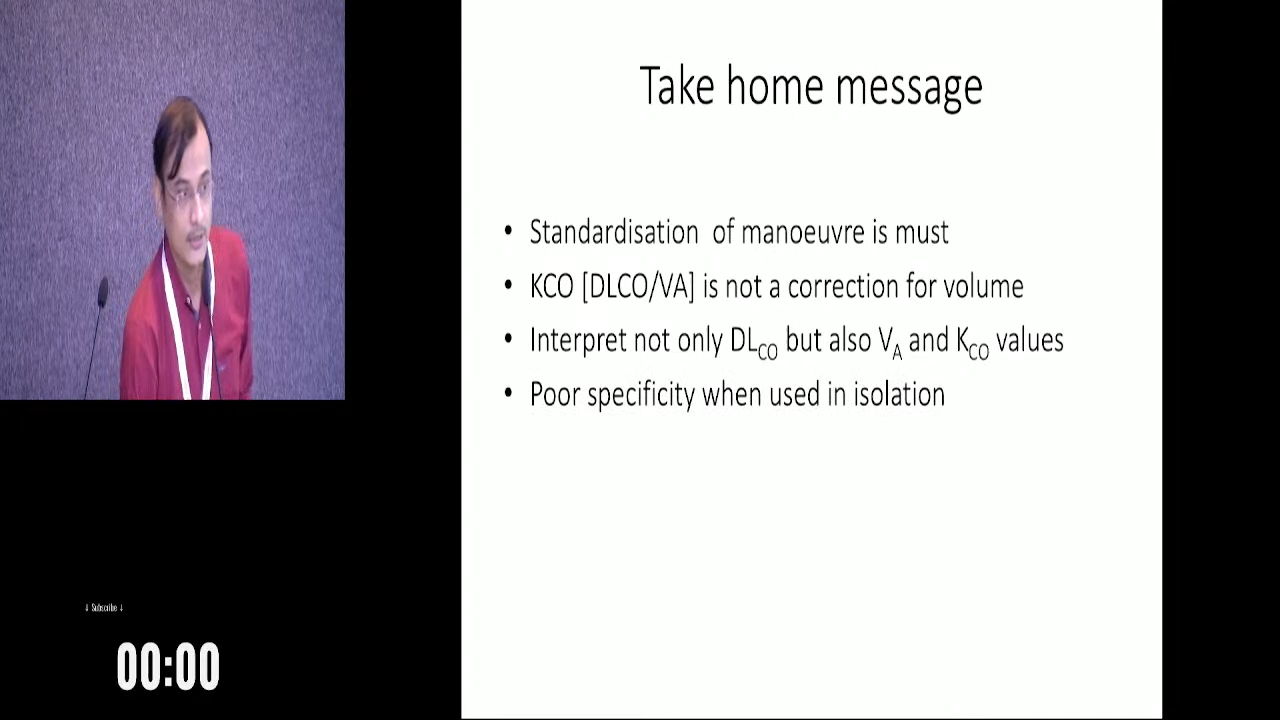 Take home message
• Standardisation of manoeuvre is must
• KCO [DLCO/VA] is not a correction for volume
• Interpret not only DLCO but also VA and KCO values
• Poor specificity when used in isolation
↓ Subscribe ↓
00:00